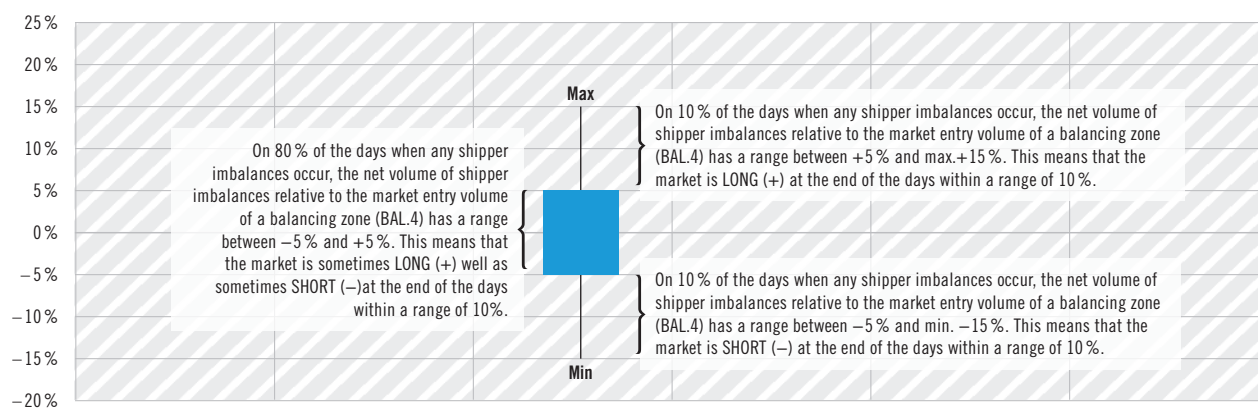 25 %
20 %
15 %
10 %
5 %
0 %
−5 %
−10 %
−15 %
−20 %
On 80 % of the days when any shipper
imbalances occur, the net volume of shipper
imbalances relative to the market entry volume
of a balancing zone (BAL.4) has a range
between −5 % and +5 %. This means that
the market is sometimes LONG (+) well as
sometimes SHORT (−)at the end of the days
within a range of 10%.
Max
Min
On 10 % of the days when any shipper imbalances occur, the net volume of
shipper imbalances relative to the market entry volume of a balancing zone
(BAL.4) has a range between +5 % and max.+15 %. This means that the
market is LONG (+) at the end of the days within a range of 10 %.
On 10 % of the days when any shipper imbalances occur, the net volume of
shipper imbalances relative to the market entry volume of a balancing zone
(BAL.4) has a range between −5 % and min. −15 %. This means that the
market is SHORT (−) at the end of the days within a range of 10 %.